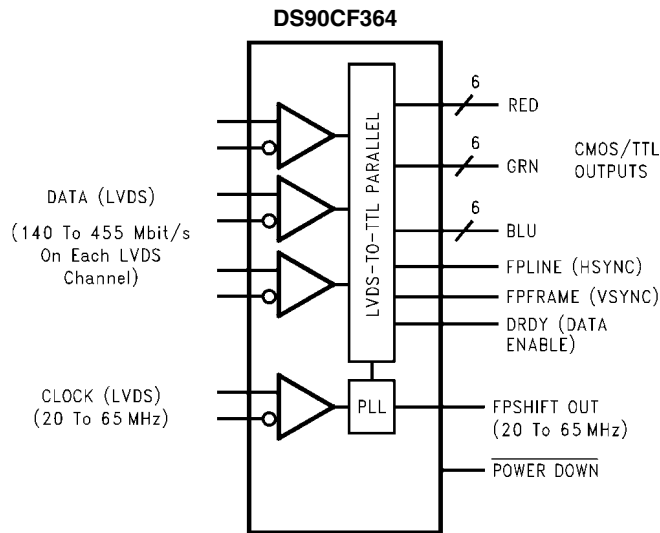 DS90CF364
DATA (LVDS)
(140 To 455 Mbit/s
On Each LVDS
Channel)
CLOCK (LVDS)
(20 To 65 MHz)
LVDS-TO-TTL PARALLEL
PLL
6
RED
6
GRN
CMOS/TTL
OUTPUTS
6
BLU
FPLINE (HSYNC)
FPFRAME (VSYNC)
DRDY (DATA
ENABLE)
FPSHIFT OUT
(20 To 65 MHz)
POWER DOWN